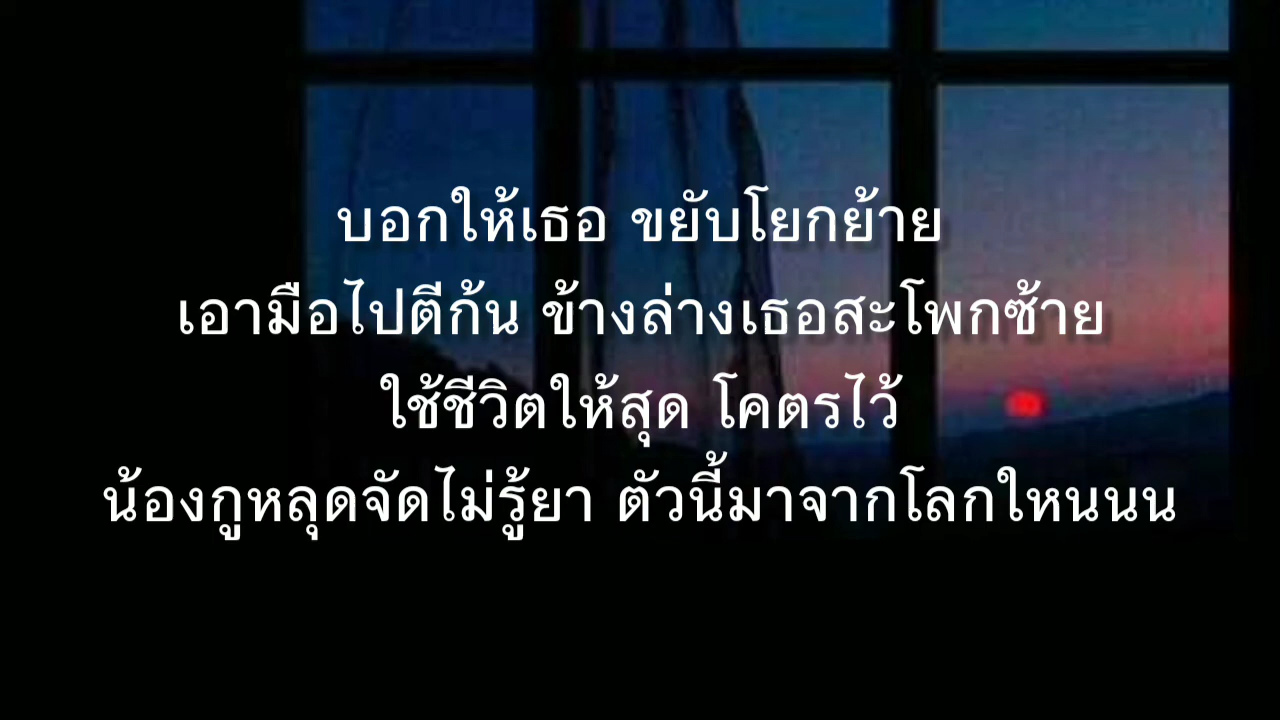 บอกให้เธอ ขยับโยกย้าย
เอามือไปตีก้น ข้างล่างเธอสะโพกซ้าย
ใช้ชีวิตให้สุด โคตรไว้
น้องกูหลุดจัดไม่รู้ยา ตัวนี้มาจากโลกใหนนน